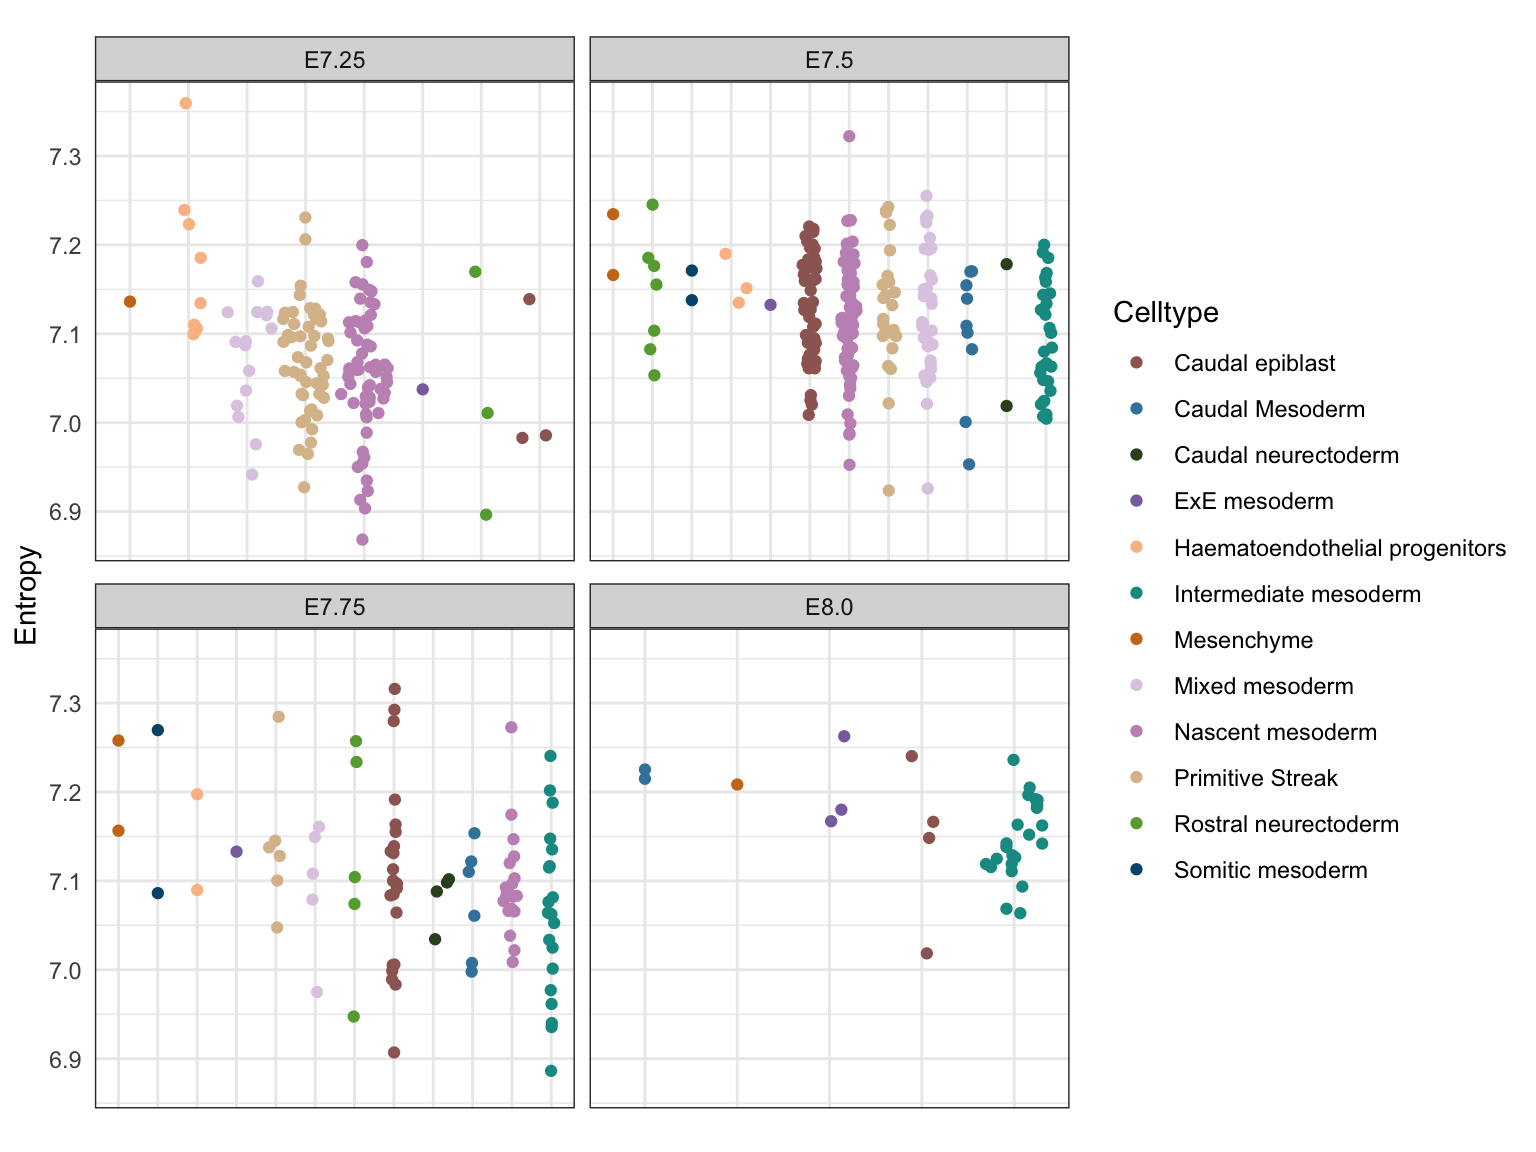 E7.25
E7.5
7.3
7.2
7.1
7.0
6.9
E7.75
E8.0
7.3
7.2
7.1
7.0
6.9
Entropy
Celltype
Caudal epiblast
Caudal Mesoderm
Caudal neurectoderm
ExE mesoderm
Haematoendothelial progenitors
Intermediate mesoderm
Mesenchyme
Mixed mesoderm
Nascent mesoderm
Primitive Streak
Rostral neurectoderm
Somitic mesoderm